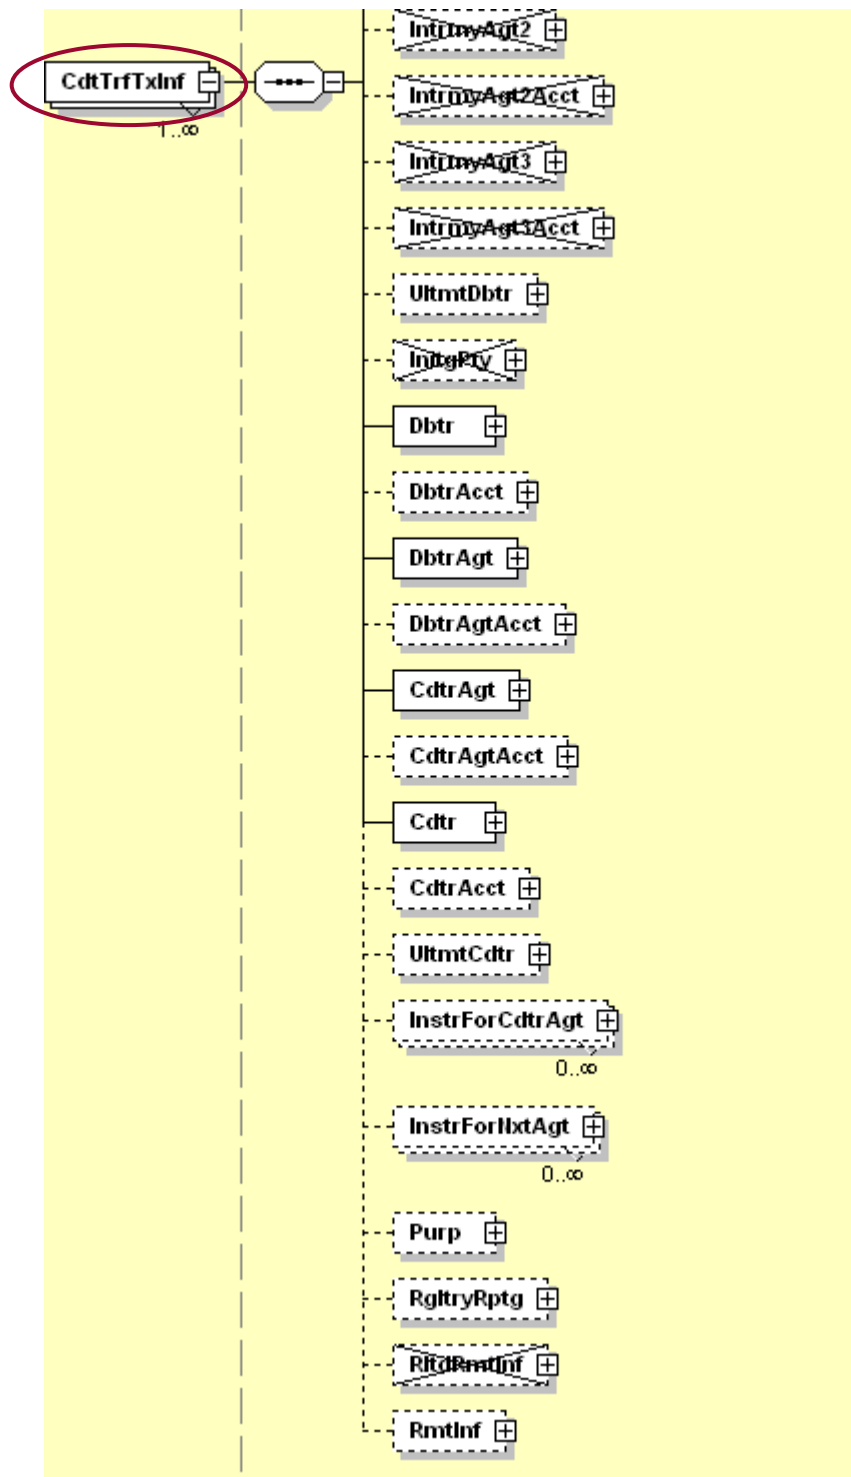 IntrmyAgt2
CdtTrfTxInf
1..∞
IntrmyAgt2Acct
IntrmyAgt3
IntrmyAgt3Acct
UltmtDbtr
InitgPty
Dbtr
DbtrAcct
DbtrAgt
DbtrAgtAcct
CdtrAgt
CdtrAgtAcct
Cdtr
CdtrAcct
UltmtCdtr
InstrForCdtrAgt
0..∞
InstrForNxtAgt
0..∞
Purp
RgltryRptg
RltdRmtInf
RmtInf